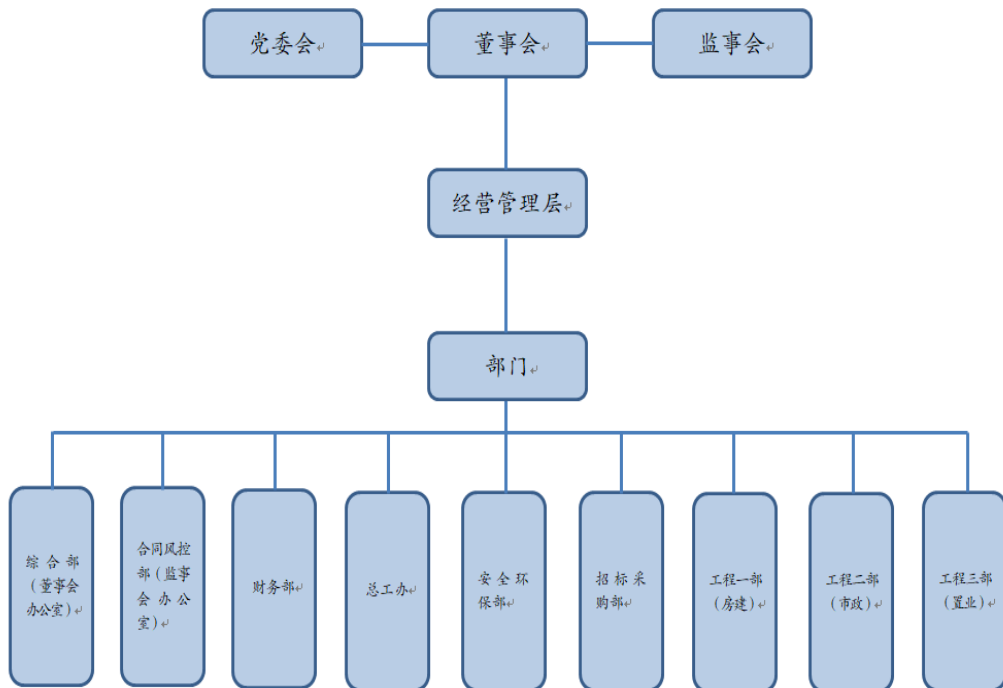 党委会
董事会
监事会
经营管理层
部门
综合部
（董事会
办公室）
合同风控
部（监事
会办公
室）
财务部
总工办
安全环
保部
招标采
购部
工程一部
（房建）
工程二部
（市政）
工程三部
（置业）